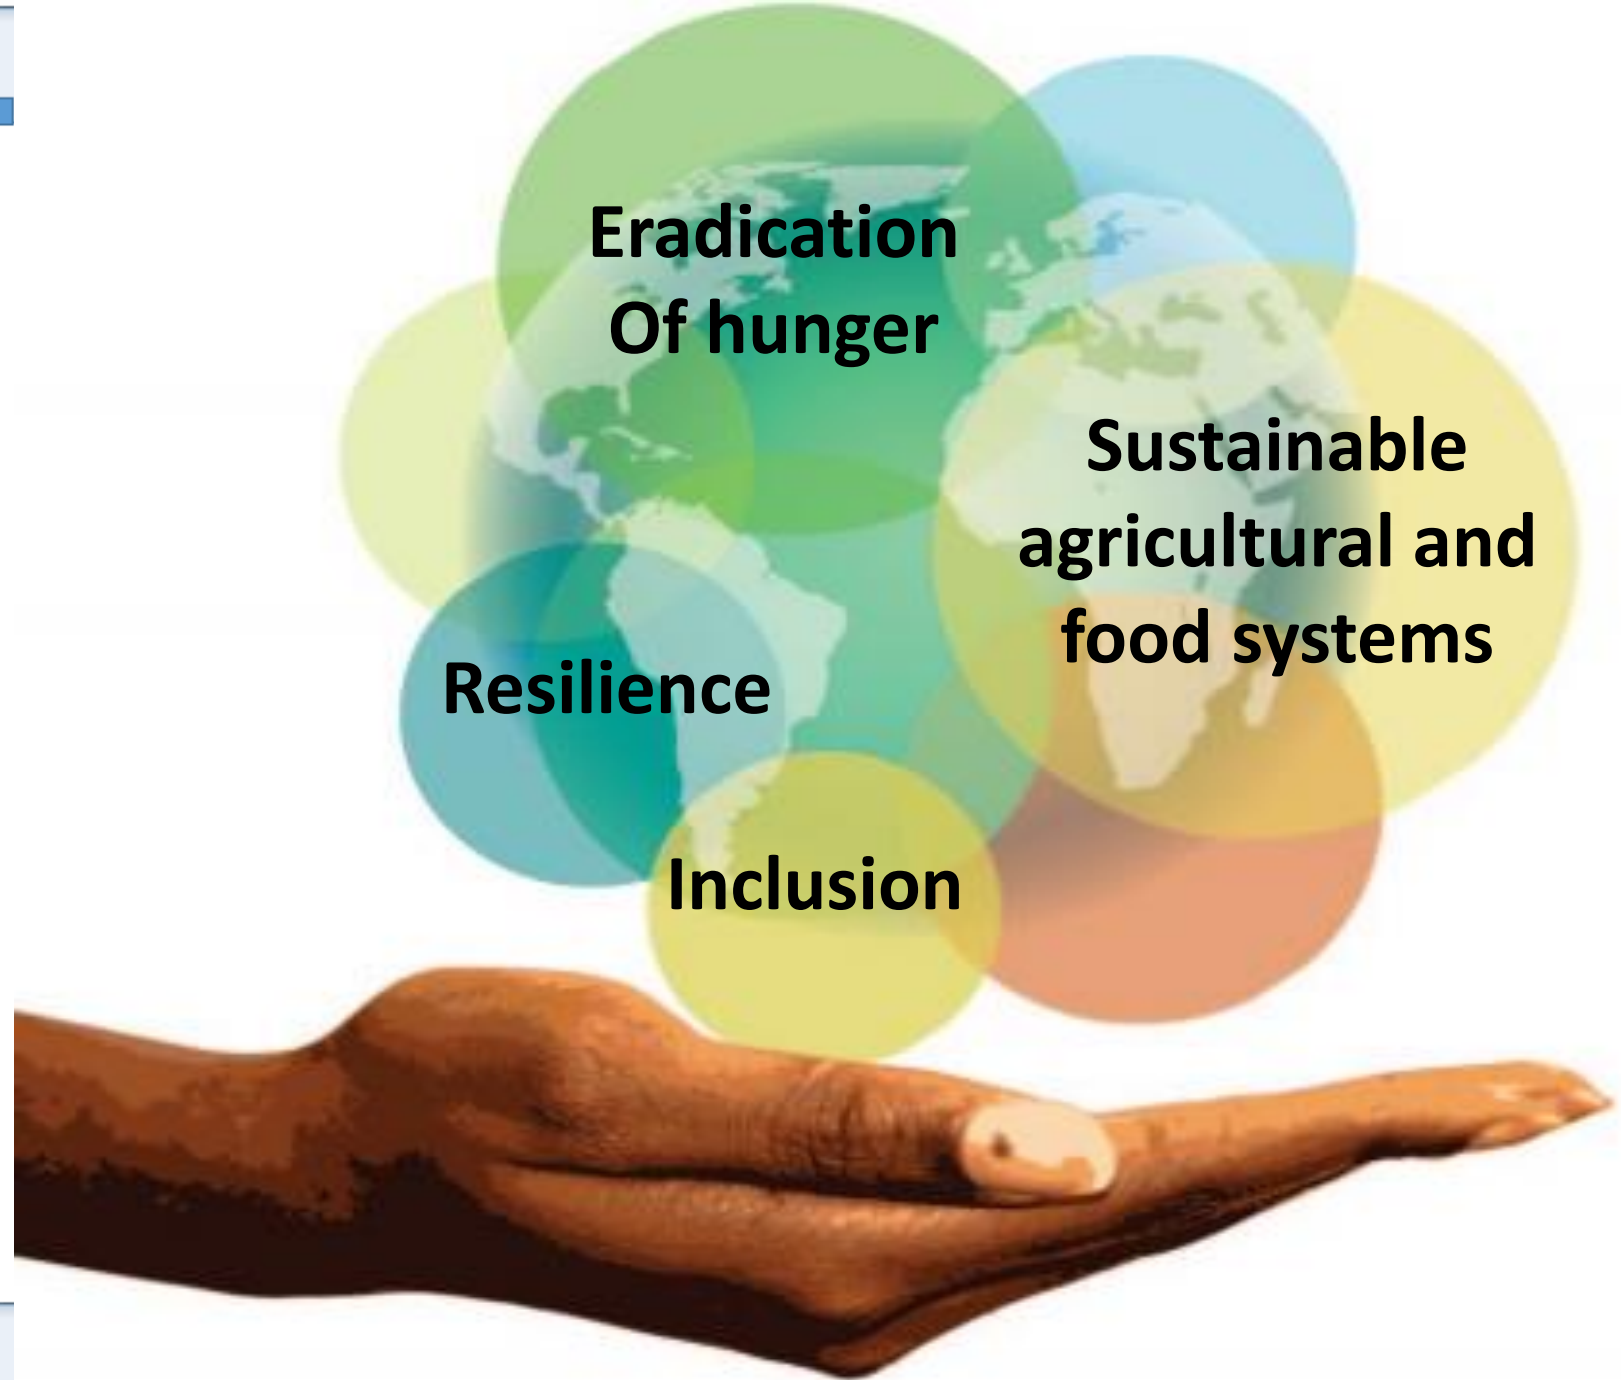 Eradication
Of hunger
Sustainable
agricultural and
food systems
Resilience
Inclusion